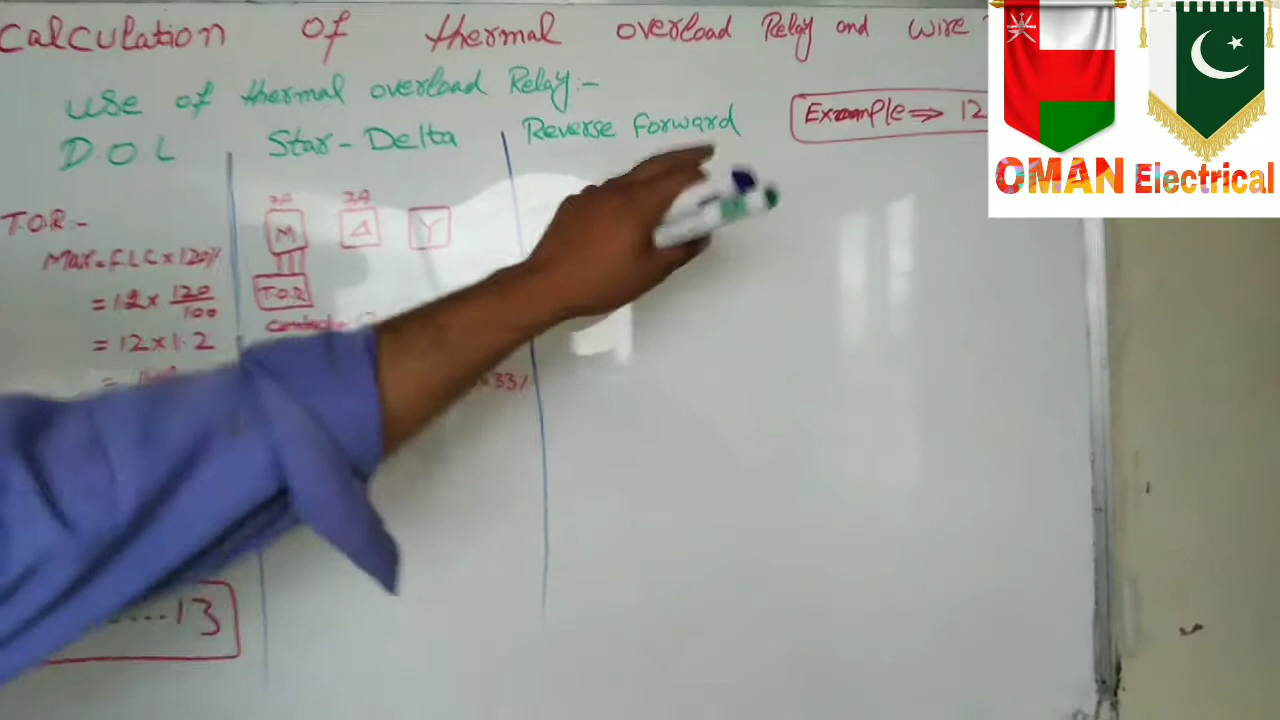 Calculation of thermal overload Relay and wire
use of thermal overload Relay:-
DOL
Star-Delta
Reverse Forward
Example ⇒ 12
OMAN Electrical
T.O.R:-
Max=F.L.C x 120%
= 12 x 120/100
= 12 x 1.2
=
M
Δ
Y
T.O.R
33%
....13